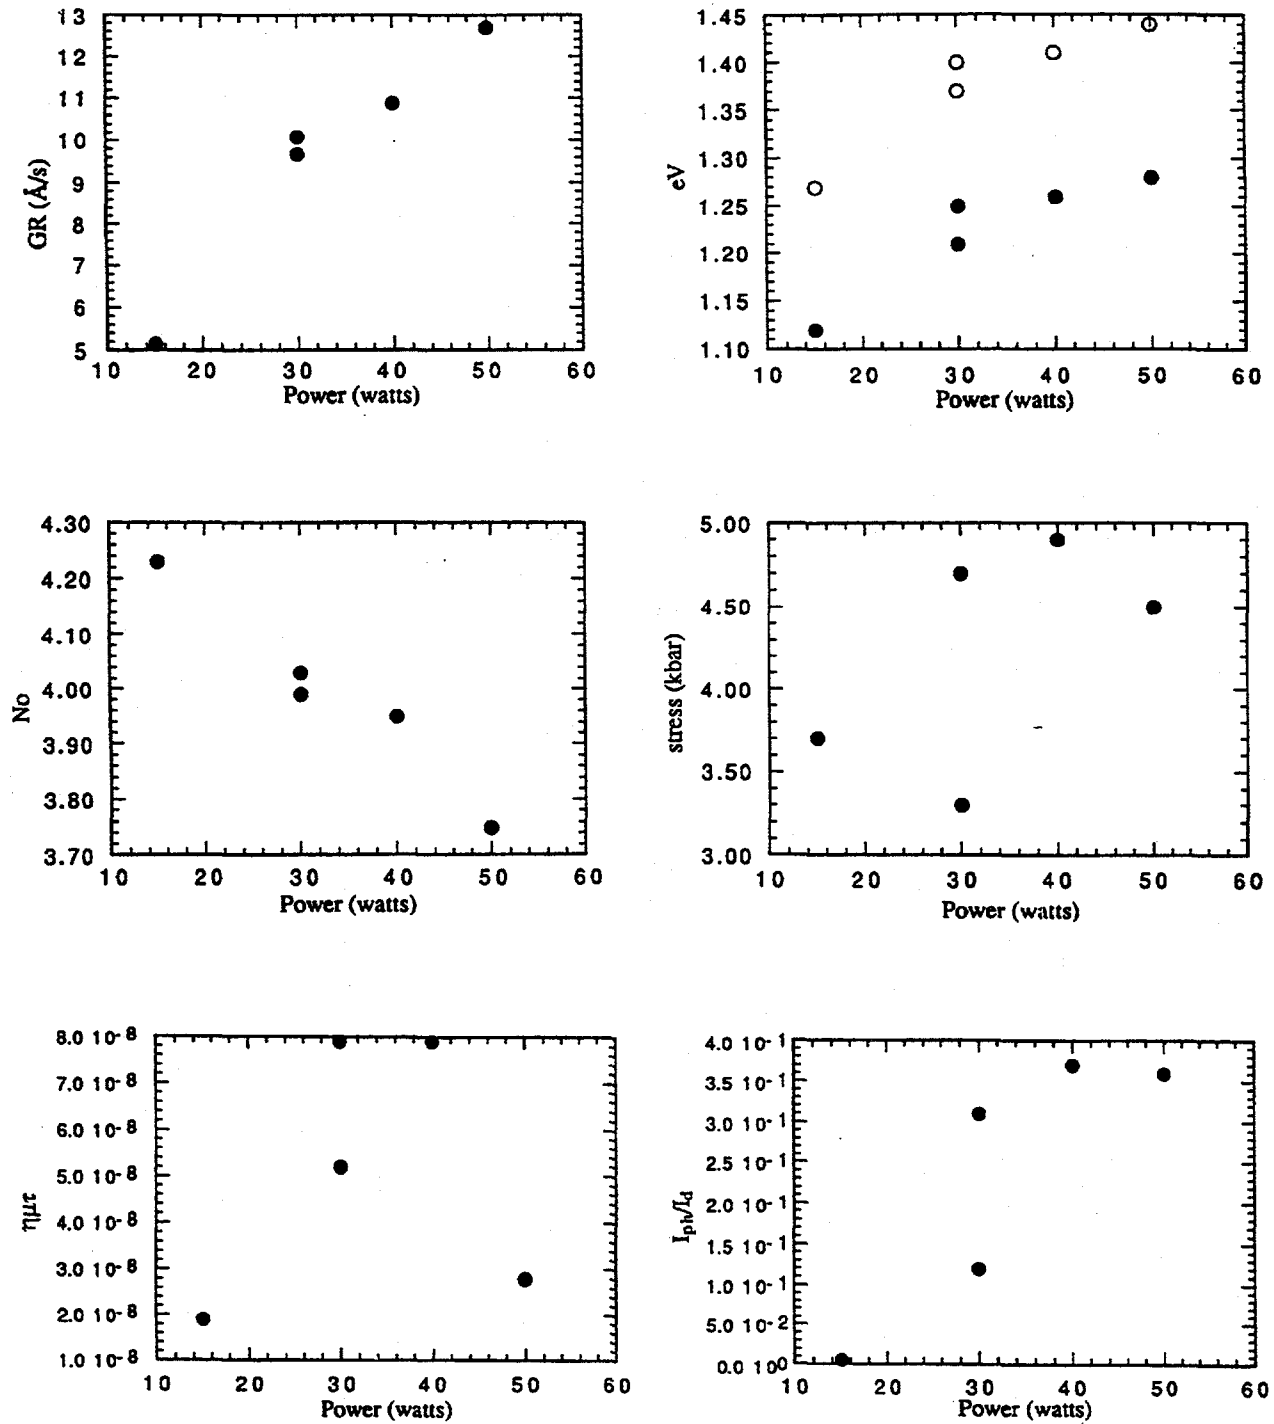 13
12
11
10
9
8
7
6
5
GR (Å/s)
10 20 30 40 50 60
Power (watts)
1.45
1.40
1.35
1.30
1.25
1.20
1.15
1.10
eV
10 20 30 40 50 60
Power (watts)
4.30
4.20
4.10
4.00
3.90
3.80
3.70
No
10 20 30 40 50 60
Power (watts)
5.00
4.50
4.00
3.50
3.00
stress (kbar)
10 20 30 40 50 60
Power (watts)
8.0 10-8
7.0 10-8
6.0 10-8
5.0 10-8
4.0 10-8
3.0 10-8
2.0 10-8
1.0 10-8
ημτ
10 20 30 40 50 60
Power (watts)
4.0 10-1
3.5 10-1
3.0 10-1
2.5 10-1
2.0 10-1
1.5 10-1
1.0 10-1
5.0 10-2
0.0 100
Iph/Id
10 20 30 40 50 60
Power (watts)